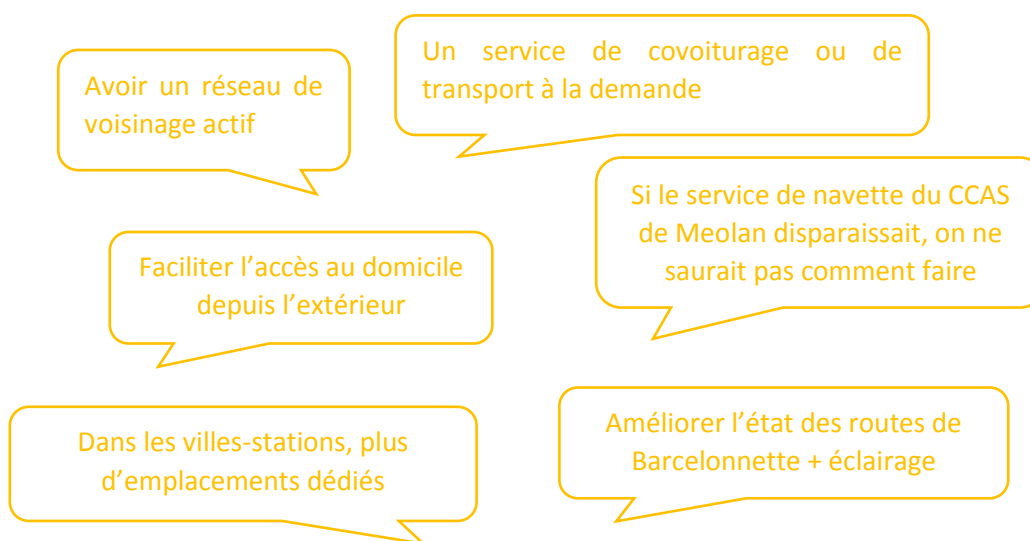 Avoir un réseau de
voisinage actif
Un service de covoiturage ou de
transport à la demande
Si le service de navette du CCAS
de Meolan disparaissait, on ne
saurait pas comment faire
Faciliter l’accès au domicile
depuis l’extérieur
Dans les villes-stations, plus
d’emplacements dédiés
Améliorer l’état des routes de
Barcelonnette + éclairage